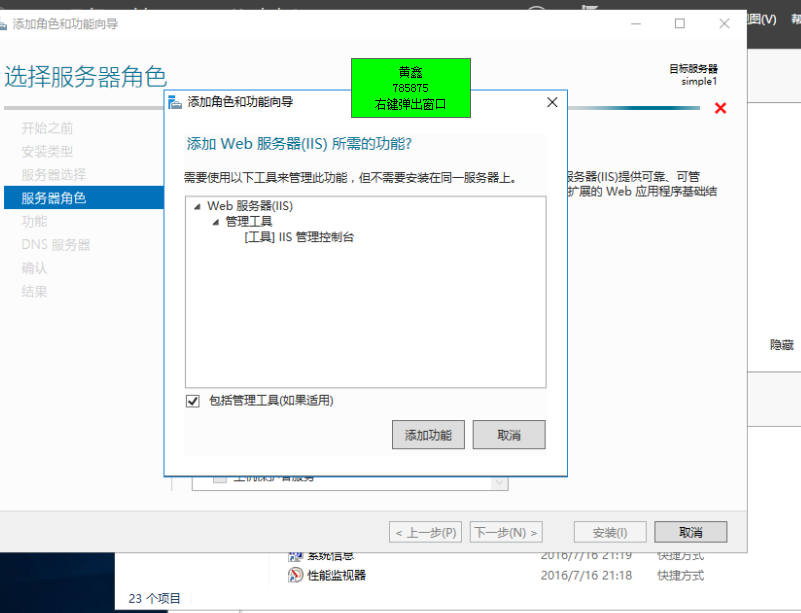 添加角色和功能向导
图(V)
选择服务器角色
目标服务器
simple1
黄鑫
785875
右键弹出窗口
开始之前
安装类型
服务器选择
服务器角色
功能
DNS 服务器
确认
结果
添加角色和功能向导
添加 Web 服务器(IIS) 所需的功能?
需要使用以下工具来管理此功能，但不需要安装在同一服务器上。
Web 服务器(IIS)
管理工具
[工具] IIS 管理控制台
包括管理工具(如果适用)
添加功能
取消
服务器(IIS)提供可靠、可管
扩展的 Web 应用程序基础结
隐藏
< 上一步(P)
下一步(N) >
安装(I)
取消
系统信息 2016/7/16 21:19 快捷方式
性能监视器 2016/7/16 21:18 快捷方式
23 个项目